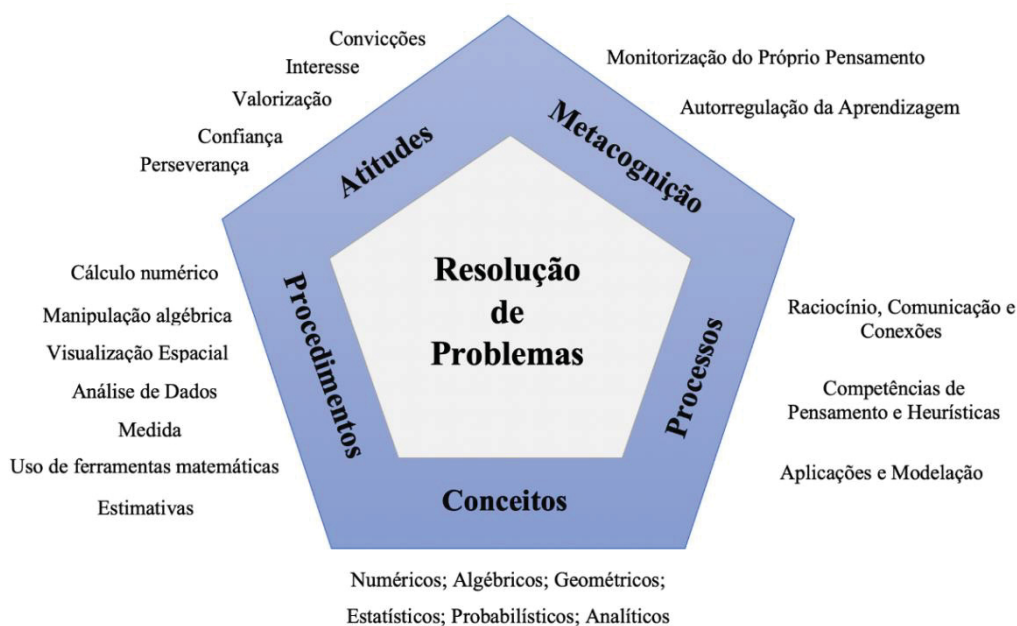 Convicções
Interesse
Valorização
Confiança
Perseverança
Atitudes
Monitorização do Próprio Pensamento
Autorregulação da Aprendizagem
Metacognição
Resolução
de
Problemas
Cálculo numérico
Manipulação algébrica
Visualização Espacial
Análise de Dados
Medida
Uso de ferramentas matemáticas
Estimativas
Procedimentos
Raciocínio, Comunicação e
Conexões
Competências de
Pensamento e Heurísticas
Aplicações e Modelação
Processos
Conceitos
Numéricos; Algébricos; Geométricos;
Estatísticos; Probabilísticos; Analíticos